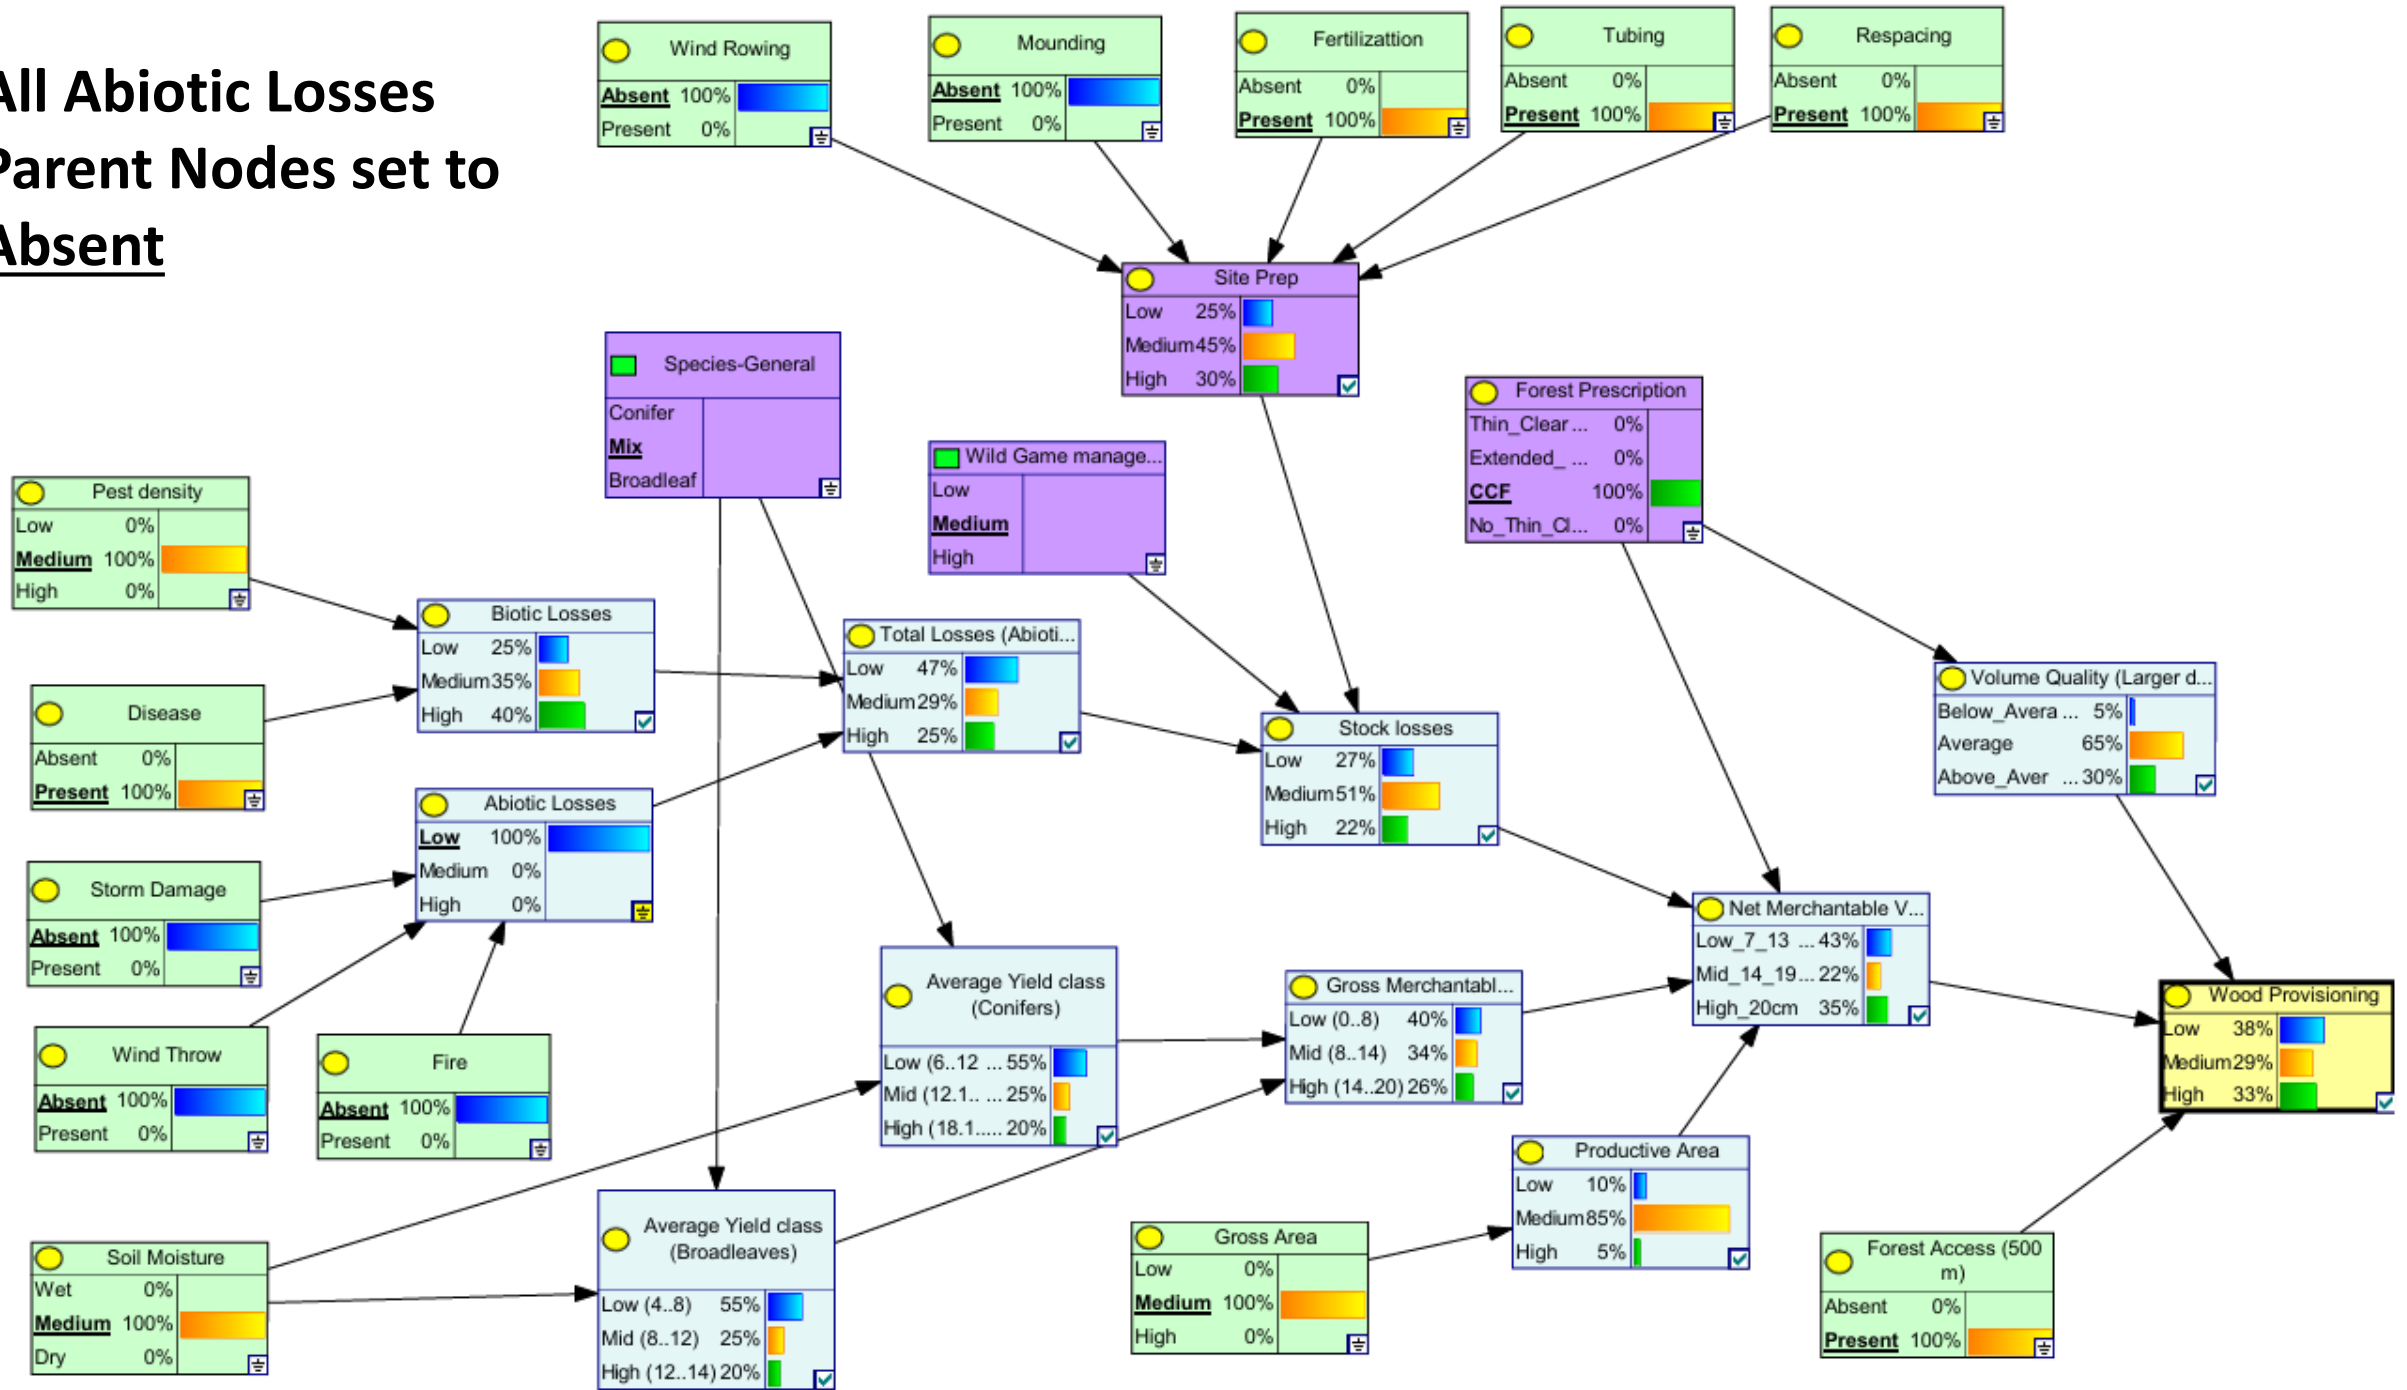 All Abiotic Losses
Parent Nodes set to
Absent
Wind Rowing
Absent 100%
Present 0%
Mounding
Absent 100%
Present 0%
Fertilizattion
Absent 0%
Present 100%
Tubing
Absent 0%
Present 100%
Respacing
Absent 0%
Present 100%
Site Prep
Low 25%
Medium 45%
High 30%
Species-General
Conifer
Mix
Broadleaf
Wild Game manage...
Low
Medium
High
Forest Prescription
Thin_Clear ... 0%
Extended_ ... 0%
CCF 100%
No_Thin_Cl... 0%
Pest density
Low 0%
Medium 100%
High 0%
Biotic Losses
Low 25%
Medium 35%
High 40%
Total Losses (Abioti...
Low 47%
Medium 29%
High 25%
Disease
Absent 0%
Present 100%
Stock losses
Low 27%
Medium 51%
High 22%
Volume Quality (Larger d...
Below_Avera ... 5%
Average 65%
Above_Aver ... 30%
Abiotic Losses
Low 100%
Medium 0%
High 0%
Storm Damage
Absent 100%
Present 0%
Net Merchantable V...
Low_7_13 ... 43%
Mid_14_19... 22%
High_20cm 35%
Average Yield class
(Conifers)
Low (6..12 ... 55%
Mid (12.1.. ... 25%
High (18.1..... 20%
Gross Merchantabl...
Low (0..8) 40%
Mid (8..14) 34%
High (14..20) 26%
Wood Provisioning
Low 38%
Medium 29%
High 33%
Wind Throw
Absent 100%
Present 0%
Fire
Absent 100%
Present 0%
Productive Area
Low 10%
Medium 85%
High 5%
Average Yield class
(Broadleaves)
Low (4..8) 55%
Mid (8..12) 25%
High (12..14) 20%
Soil Moisture
Wet 0%
Medium 100%
Dry 0%
Gross Area
Low 0%
Medium 100%
High 0%
Forest Access (500
m)
Absent 0%
Present 100%